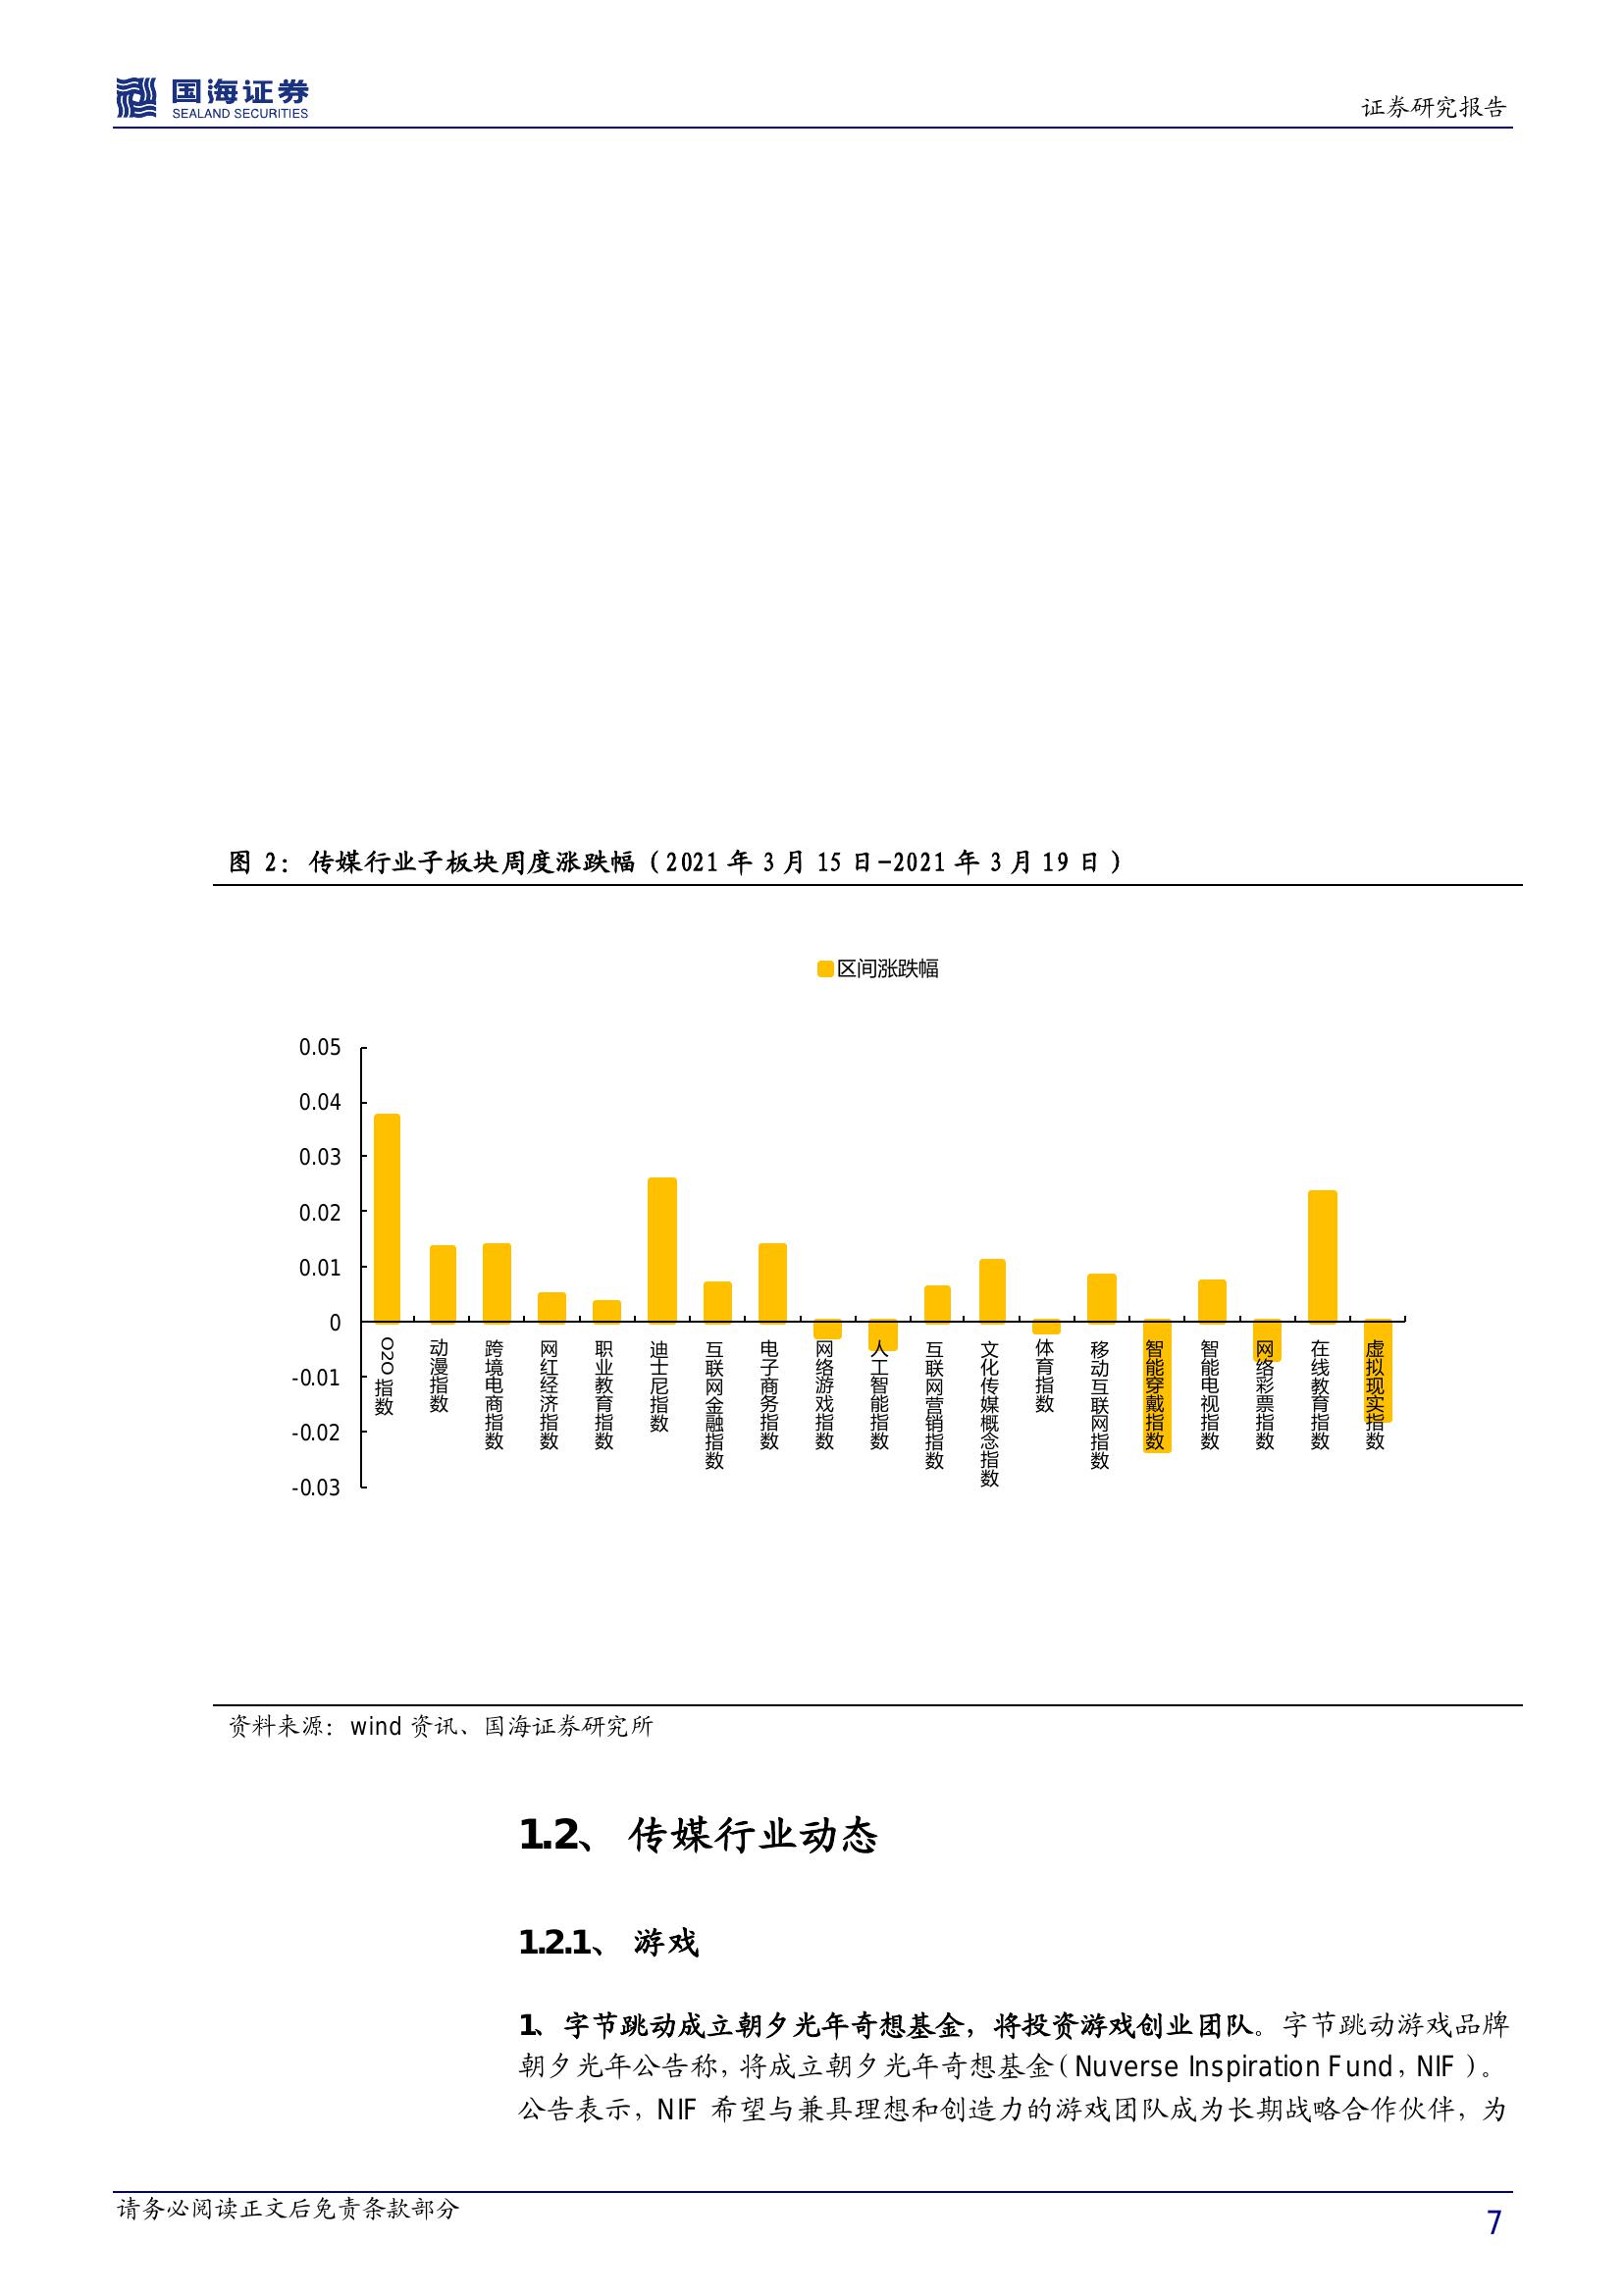 国海证券
SEALAND SECURITIES
证券研究报告
图 2：传媒行业子板块周度涨跌幅（2021 年 3 月 15 日-2021 年 3 月 19 日）
区间涨跌幅
0.05
0.04
0.03
0.02
0.01
0
-0.01
-0.02
-0.03
O2O指数
动漫指数
跨境电商指数
网红经济指数
职业教育指数
迪士尼指数
互联网金融指数
电子商务指数
网络游戏指数
人工智能指数
互联网营销指数
文化传媒概念指数
体育指数
移动互联网指数
智能穿戴指数
智能电视指数
网络彩票指数
在线教育指数
虚拟现实指数
资料来源：wind 资讯、国海证券研究所
1.2、 传媒行业动态
1.2.1、 游戏
1、字节跳动成立朝夕光年奇想基金，将投资游戏创业团队。字节跳动游戏品牌
朝夕光年公告称，将成立朝夕光年奇想基金（Nuverse Inspiration Fund，NIF）。
公告表示，NIF 希望与兼具理想和创造力的游戏团队成为长期战略合作伙伴，为
请务必阅读正文后免责条款部分
7